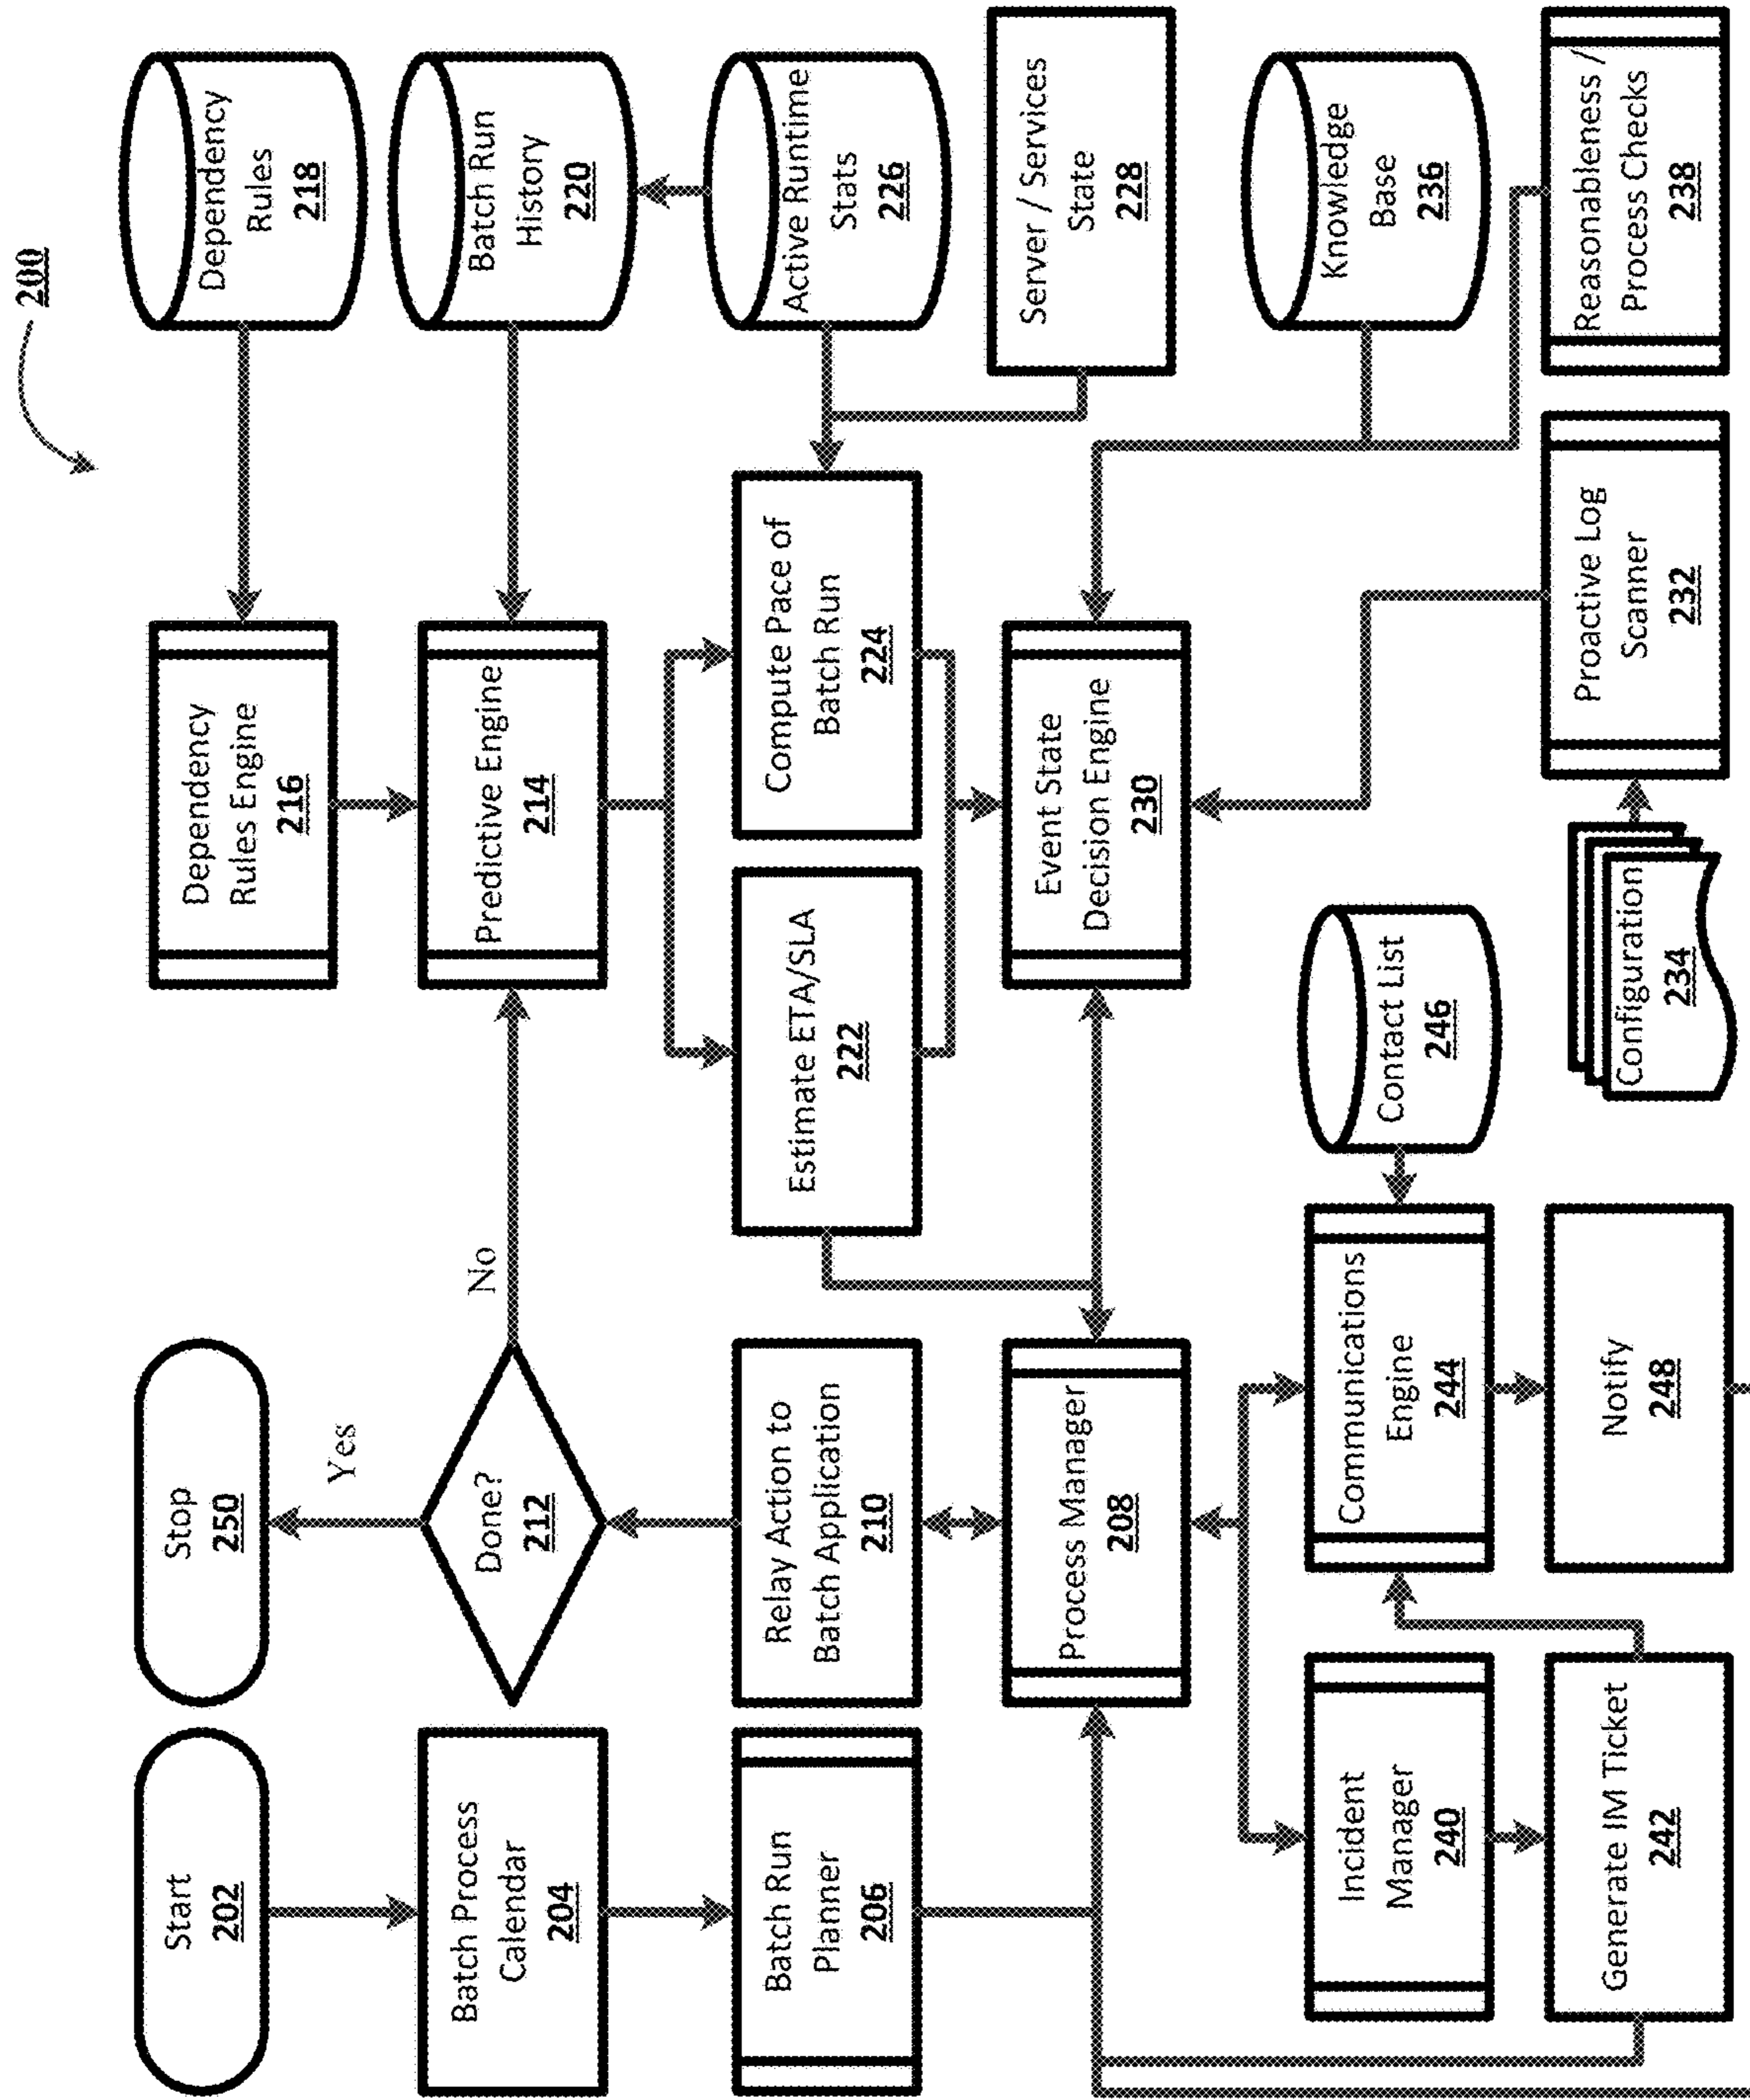 200
Start
202
Stop
250
Yes
Batch Process
Calendar
204
Done?
212
No
Batch Run
Planner
206
Relay Action to
Batch Application
210
Process Manager
208
Dependency
Rules Engine
216
Dependency
Rules
218
Predictive Engine
214
Batch Run
History
220
Estimate ETA/SLA
222
Compute Pace of
Batch Run
224
Active Runtime
Stats
226
Server / Services
State
228
Event State
Decision Engine
230
Knowledge
Base
236
Incident
Manager
240
Communications
Engine
244
Contact List
246
Generate IM Ticket
242
Notify
248
Configuration
234
Proactive Log
Scanner
232
Reasonableness /
Process Checks
238